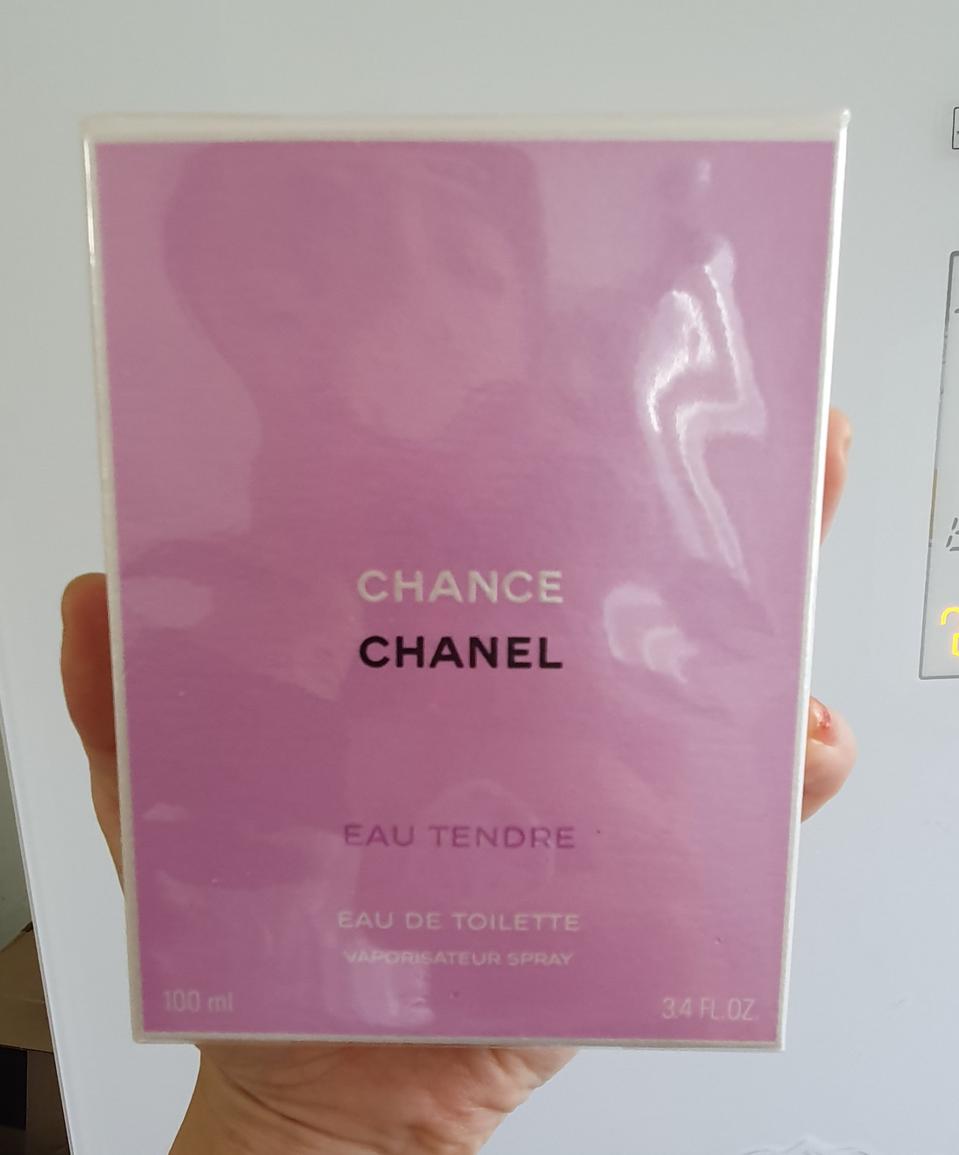 CHANCE
CHANEL
EAU TENDRE
EAU DE TOILETTE
VAPORISATEUR SPRAY
100 ml
3.4 FL.OZ.